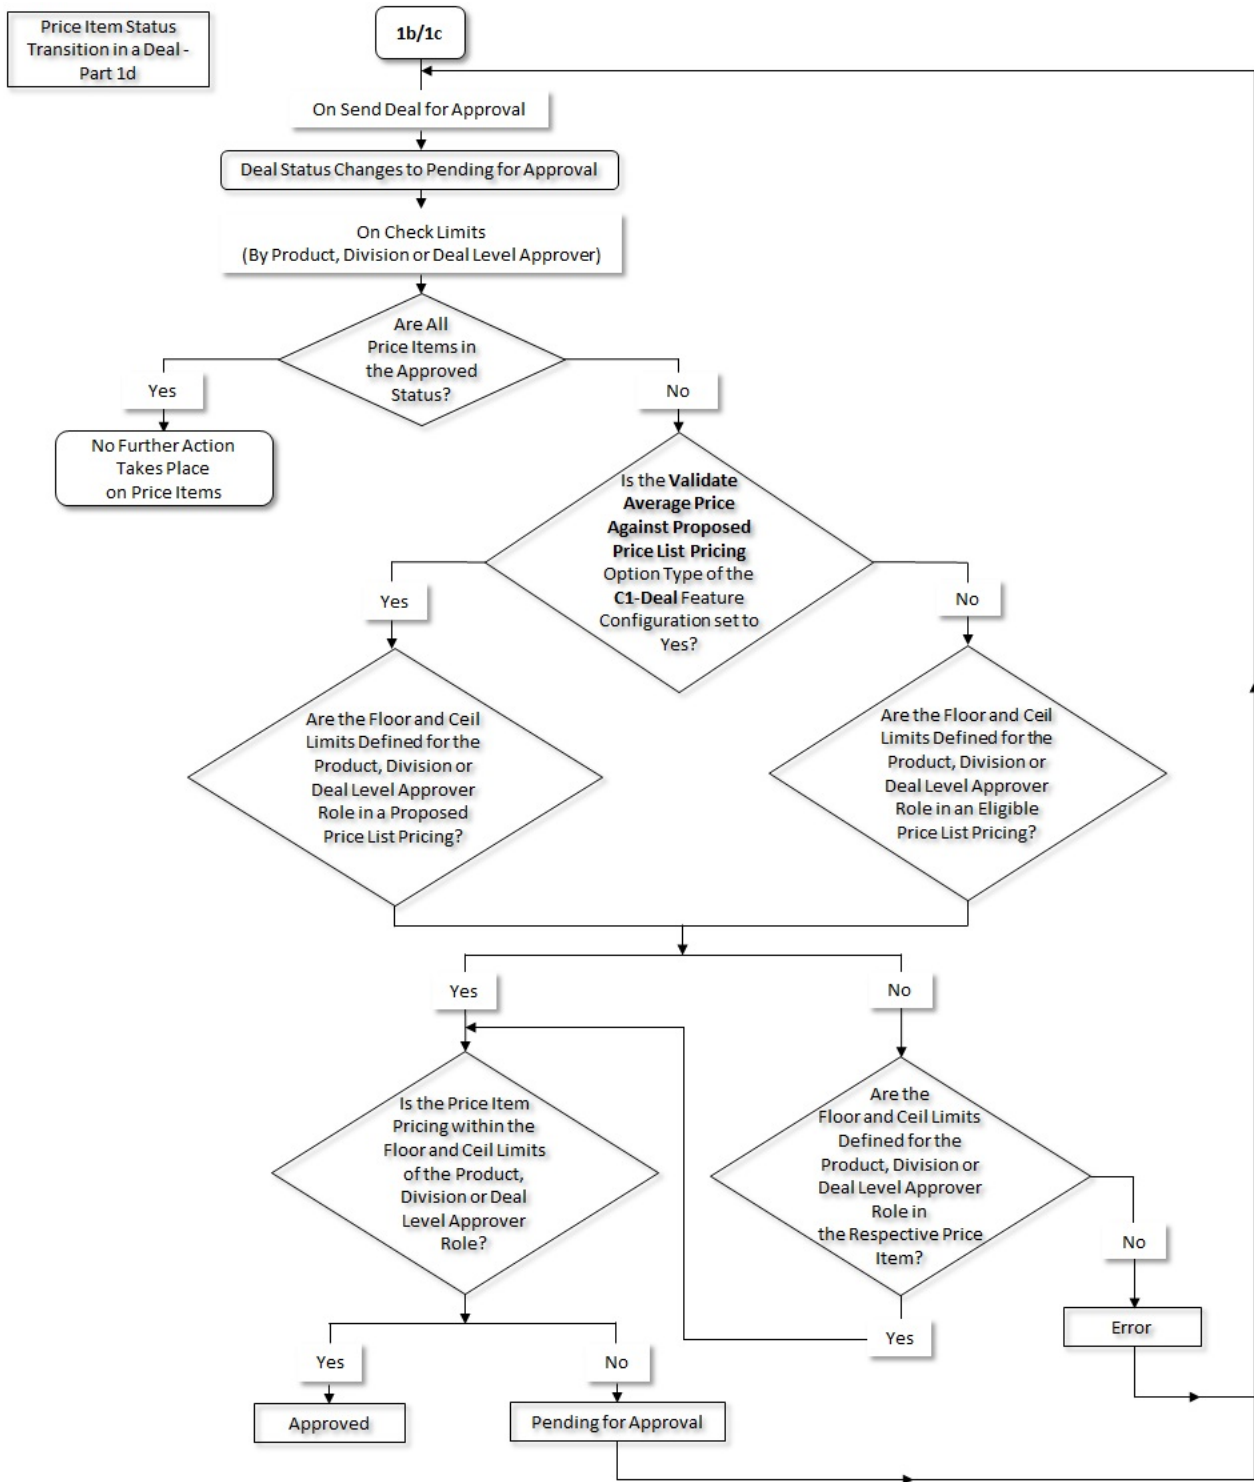 Price Item Status
Transition in a Deal -
Part 1d
1b/1c
On Send Deal for Approval
Deal Status Changes to Pending for Approval
On Check Limits
(By Product, Division or Deal Level Approver)
Are All
Price Items in
the Approved
Status?
Yes
No
No Further Action
Takes Place
on Price Items
Is the Validate
Average Price
Against Proposed
Price List Pricing
Option Type of the
C1-Deal Feature
Configuration set to
Yes?
Yes
No
Are the Floor and Ceil
Limits Defined for the
Product, Division or
Deal Level Approver
Role in a Proposed
Price List Pricing?
Are the Floor and Ceil
Limits Defined for the
Product, Division or
Deal Level Approver
Role in an Eligible
Price List Pricing?
Yes
No
Is the Price Item
Pricing within the
Floor and Ceil Limits
of the Product,
Division or Deal
Level Approver
Role?
Are the
Floor and Ceil Limits
Defined for the
Product, Division or
Deal Level Approver
Role in
the Respective Price
Item?
No
Error
Yes
Yes
No
Approved
Pending for Approval